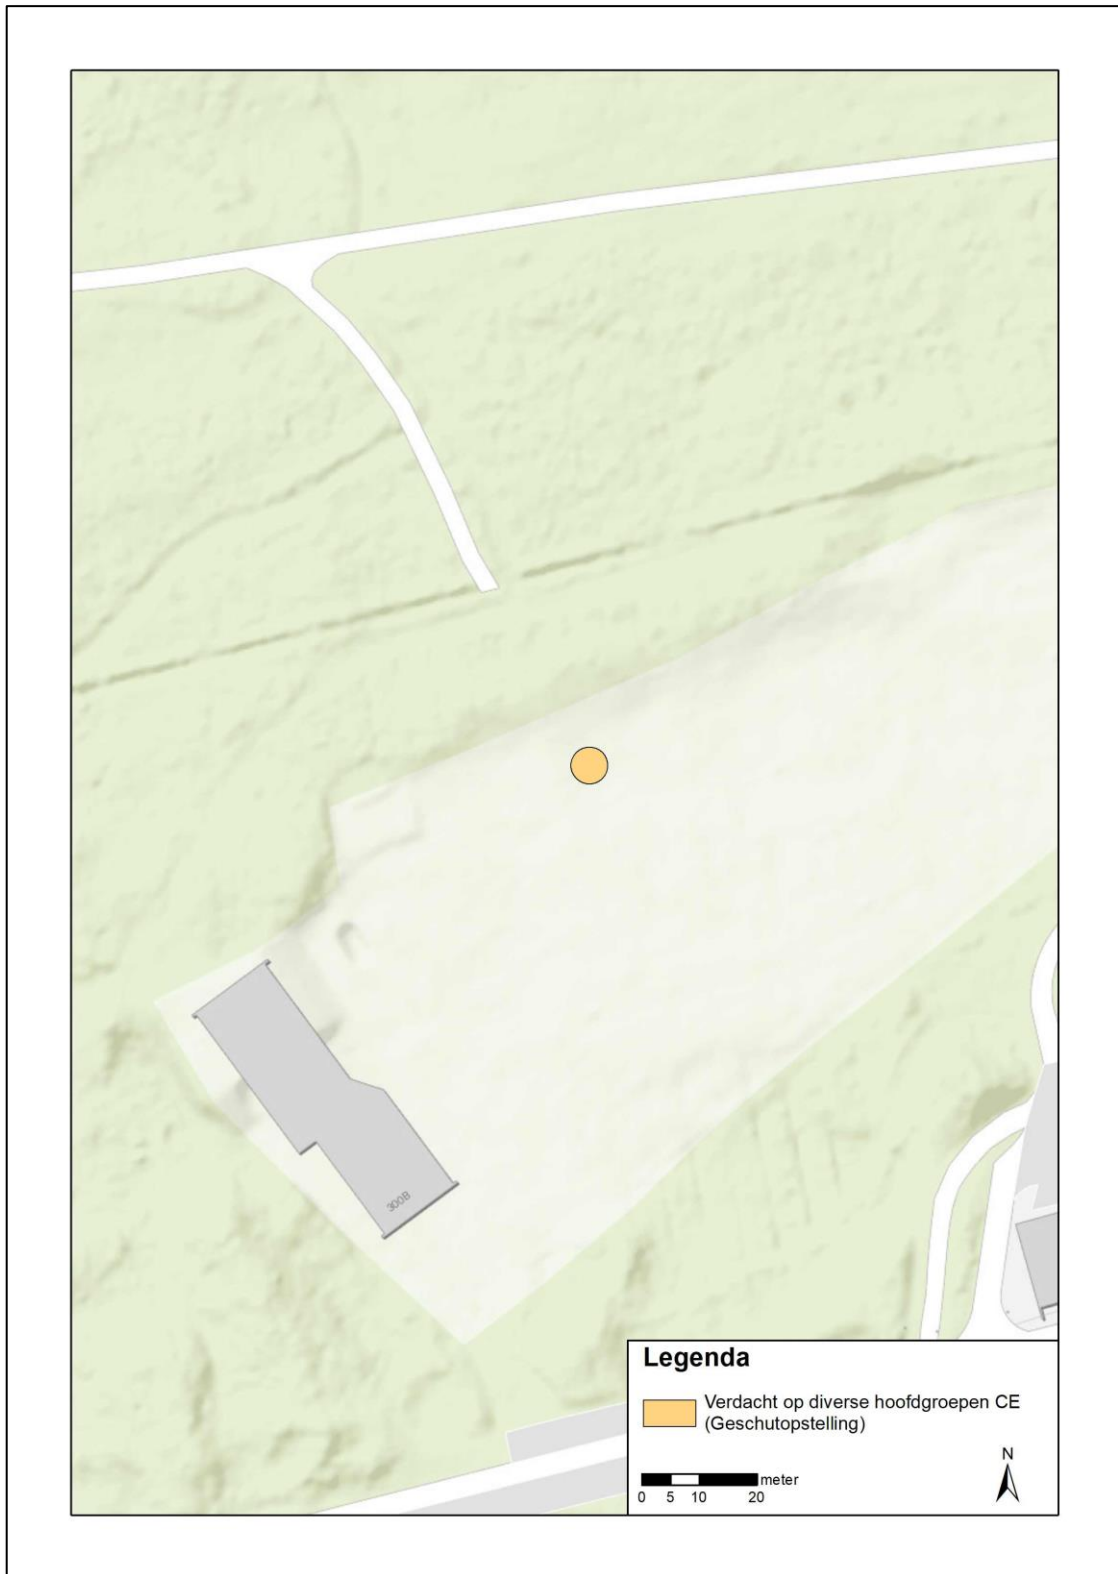 300B
Legenda
Verdacht op diverse hoofdgroepen CE
(Geschutopstelling)
N
meter
0 5 10 20